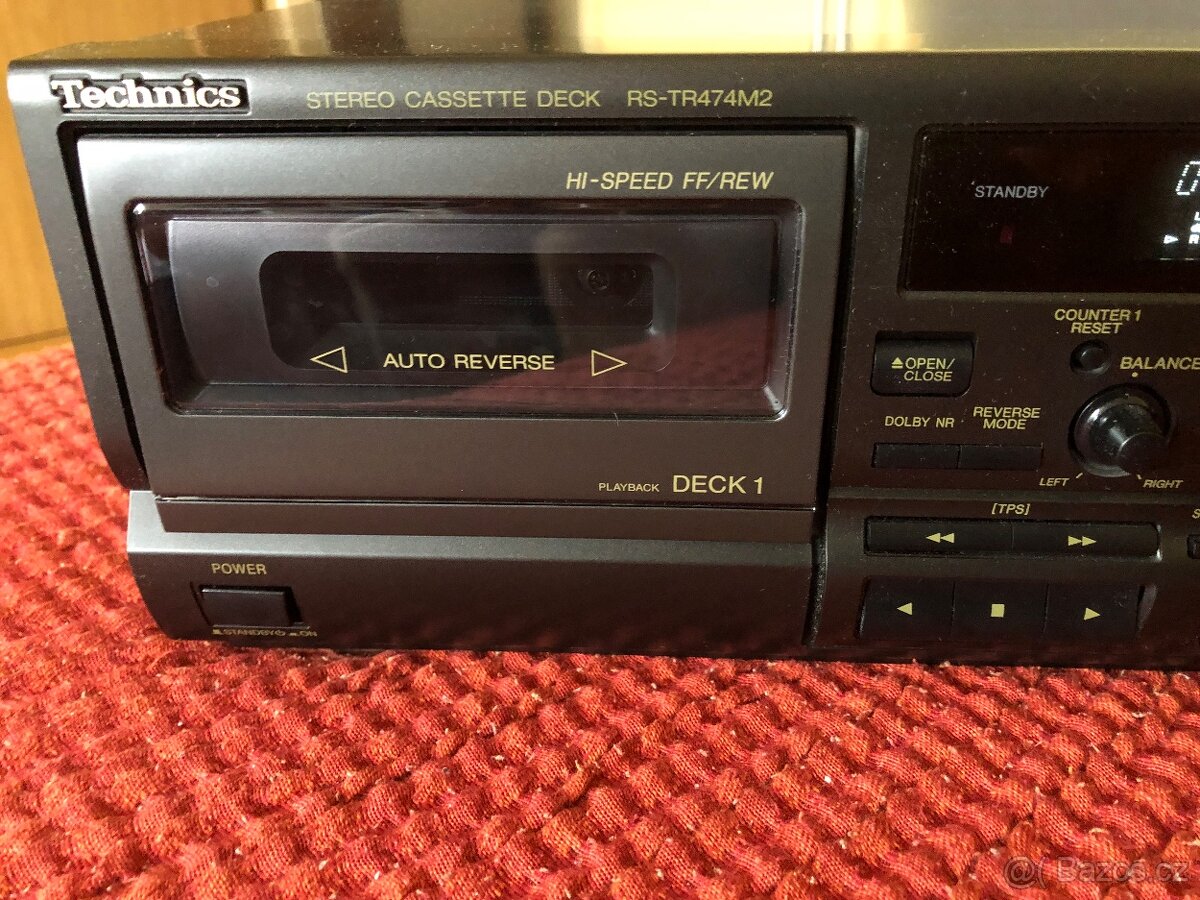 Technics
STEREO CASSETTE DECK RS-TR474M2
HI-SPEED FF/REW
STANDBY
COUNTER 1
RESET
OPEN/
CLOSE
BALANCE
AUTO REVERSE
DOLBY NR
REVERSE
MODE
LEFT
RIGHT
PLAYBACK DECK 1
[TPS]
POWER
STANDBY ON
Bazos.cz